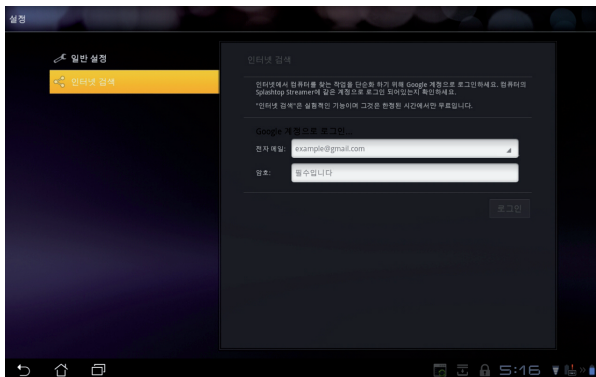 설정
일반 설정
인터넷 검색
인터넷 검색
인터넷에서 컴퓨터를 찾는 작업을 단순화 하기 위해 Google 계정으로 로그인하세요. 컴퓨터의
Splashtop Streamer에 같은 계정으로 로그인 되어있는지 확인하세요.
"인터넷 검색"은 실험적인 기능이며 그것은 한정된 시간에서만 무료입니다.
Google 계정으로 로그인...
전자 메일: example@gmail.com
암호: 필수입니다
로그인
5:16